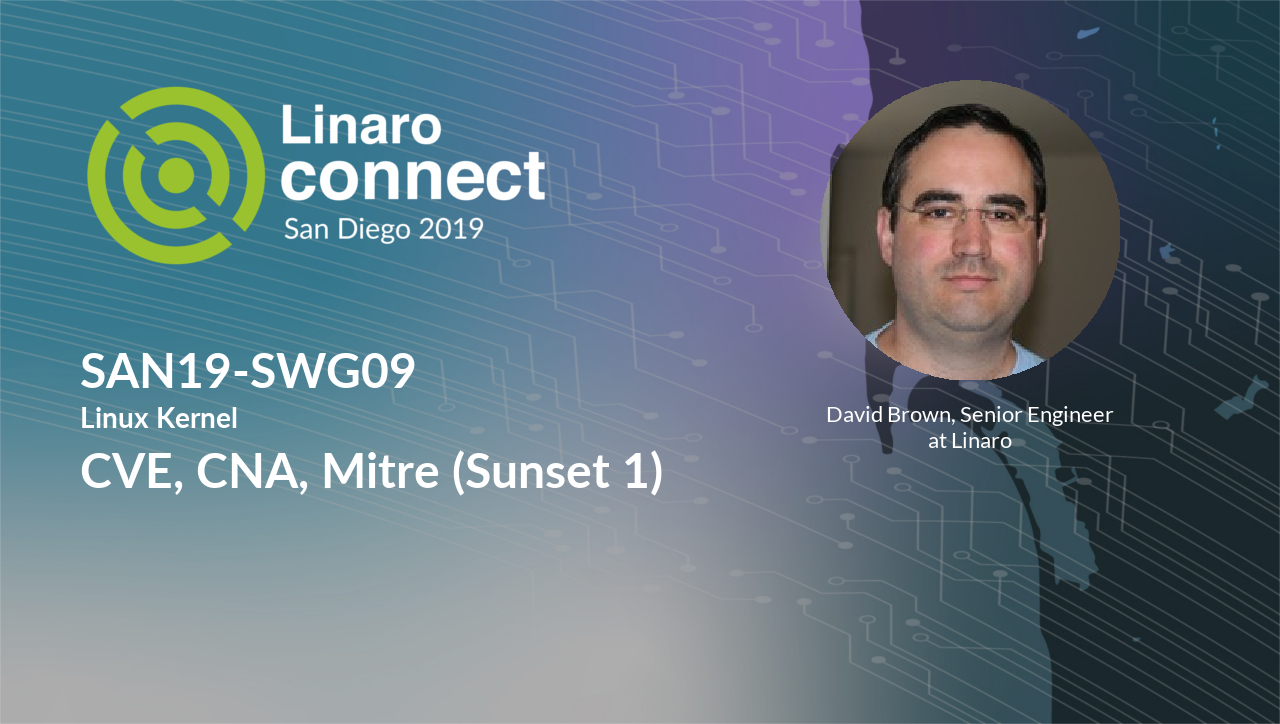 Linaro
connect
San Diego 2019
SAN19-SWG09
Linux Kernel
CVE, CNA, Mitre (Sunset 1)
David Brown, Senior Engineer
at Linaro